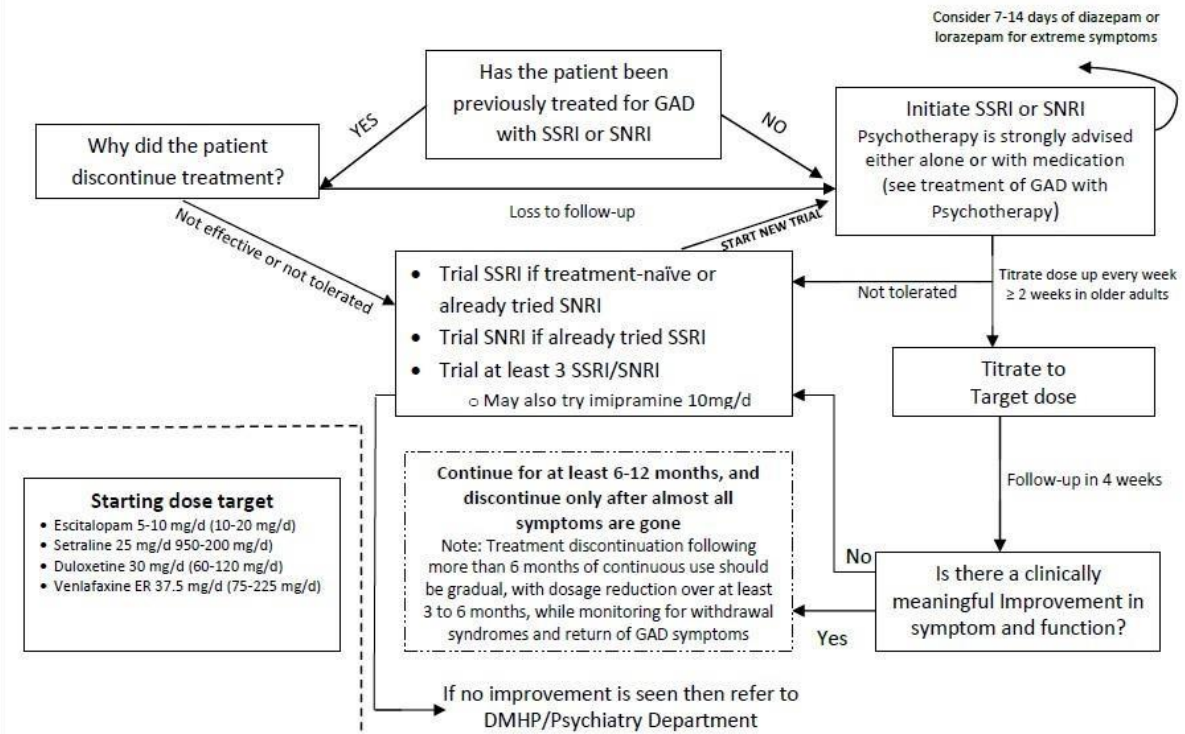 Consider 7-14 days of diazepam or
lorazepam for extreme symptoms
Has the patient been
previously treated for GAD
with SSRI or SNRI
YES
NO
Why did the patient
discontinue treatment?
Initiate SSRI or SNRI
Psychotherapy is strongly advised
either alone or with medication
(see treatment of GAD with
Psychotherapy)
Loss to follow-up
Not effective or not tolerated
START NEW TRIAL
• Trial SSRI if treatment-naïve or
already tried SNRI
• Trial SNRI if already tried SSRI
• Trial at least 3 SSRI/SNRI
o May also try imipramine 10mg/d
Not tolerated
Titrate dose up every week
≥ 2 weeks in older adults
Titrate to
Target dose
Follow-up in 4 weeks
Starting dose target
• Escitalopam 5-10 mg/d (10-20 mg/d)
• Setraline 25 mg/d 950-200 mg/d)
• Duloxetine 30 mg/d (60-120 mg/d)
• Venlafaxine ER 37.5 mg/d (75-225 mg/d)
Continue for at least 6-12 months, and
discontinue only after almost all
symptoms are gone
Note: Treatment discontinuation following
more than 6 months of continuous use should
be gradual, with dosage reduction over at least
3 to 6 months, while monitoring for withdrawal
syndromes and return of GAD symptoms
No
Yes
Is there a clinically
meaningful Improvement in
symptom and function?
If no improvement is seen then refer to
DMHP/Psychiatry Department